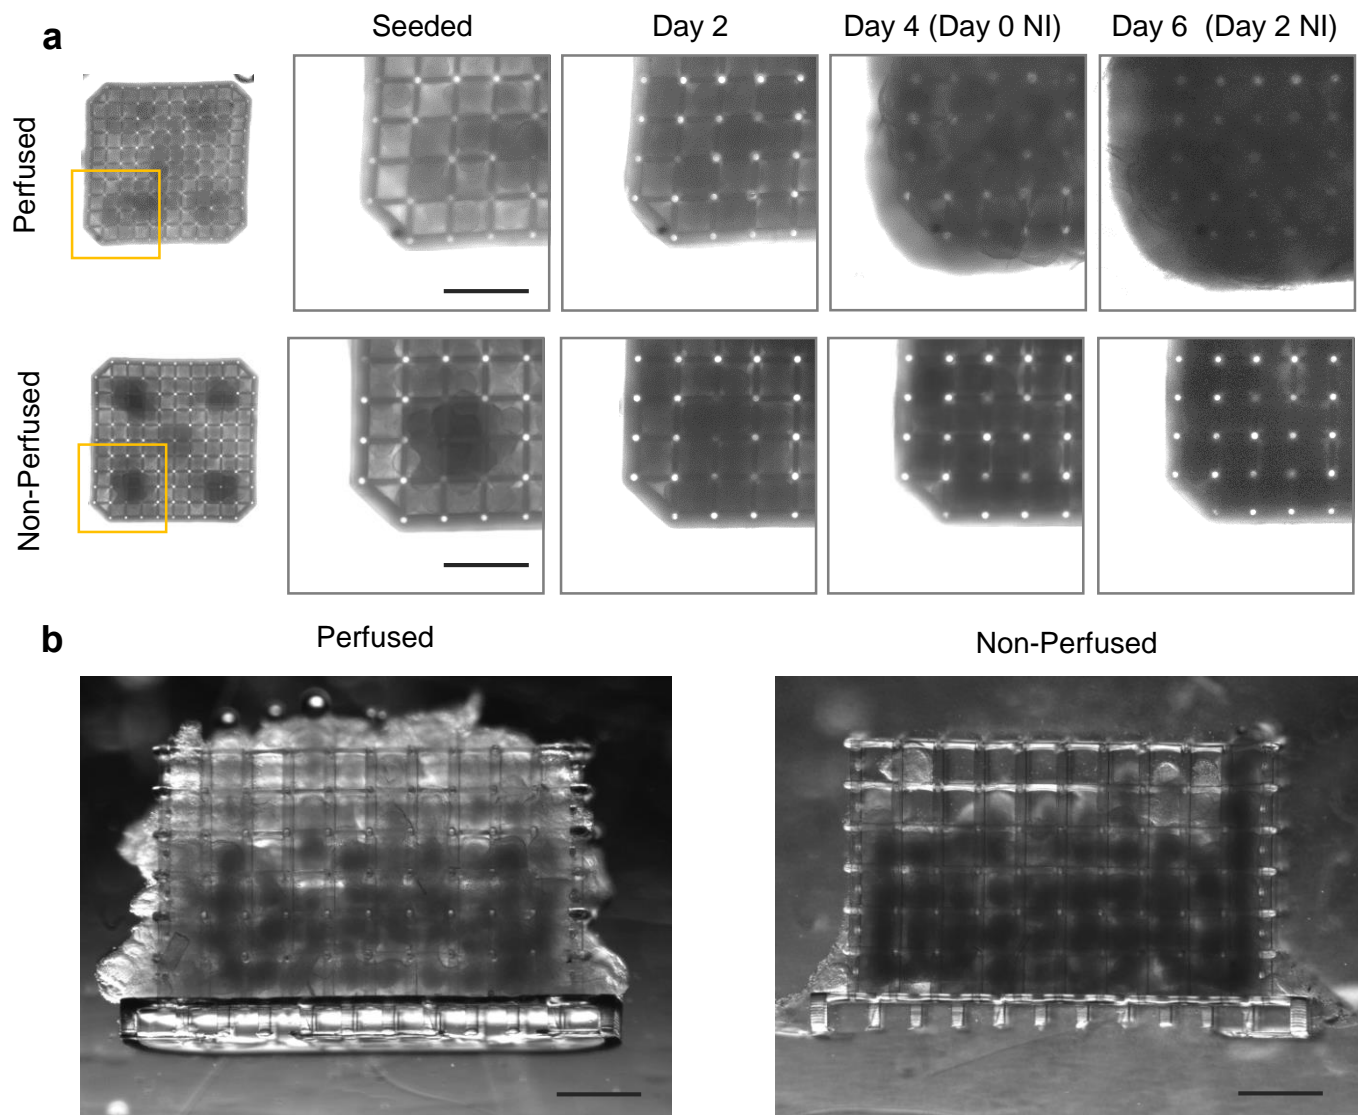 a
Seeded
Day 2
Day 4 (Day 0 NI)
Day 6 (Day 2 NI)
Perfused
Non-Perfused
b
Perfused
Non-Perfused